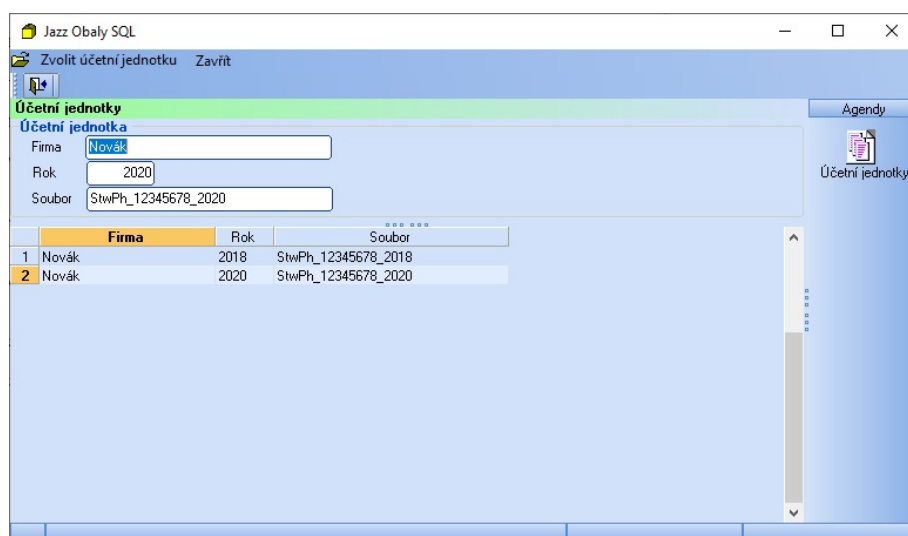 Jazz Obaly SQL
Zvolit účetní jednotku Zavřít
Účetní jednotky
Agendy
Účetní jednotka
Firma Novák
Rok 2020
Účetní jednotky
Soubor StwPh_12345678_2020
Firma Rok Soubor
1 Novák 2018 StwPh_12345678_2018
2 Novák 2020 StwPh_12345678_2020